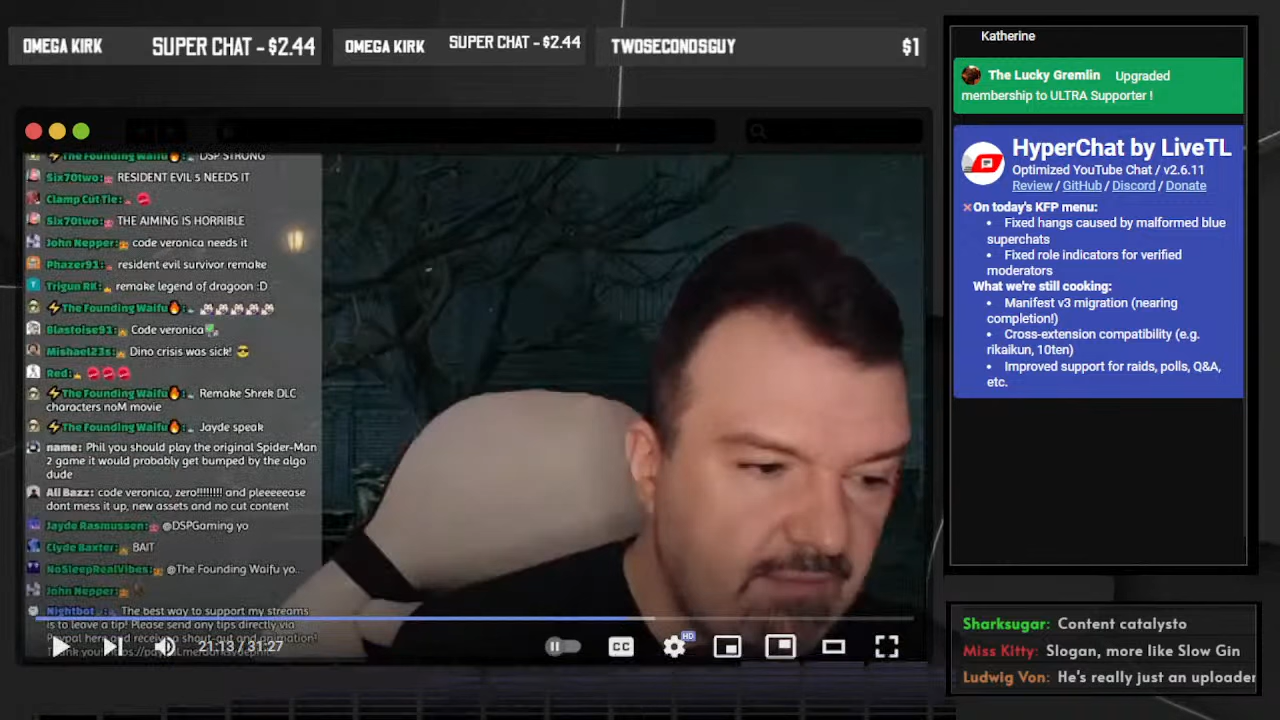 OMEGA KIRK SUPER CHAT - $2.44
OMEGA KIRK SUPER CHAT - $2.44
TWOSECONDSGUY $1
The Founding Waifu: DSP STRONG
Six70two: RESIDENT EVIL 5 NEEDS IT
Clamp Cut Tie:
Six70two: THE AIMING IS HORRIBLE
John Nepper: code veronica needs it
Phazer91: resident evil survivor remake
Trigun RK: remake legend of dragoon :D
The Founding Waifu:
Blastoise91: Code veronica
Mishael23s: Dino crisis was sick!
Red:
The Founding Waifu: Remake Shrek DLC
characters noM movie
The Founding Waifu: Jayde speak
name: Phil you should play the original Spider-Man
2 game it would probably get bumped by the algo
dude
Ali Bazz: code veronica, zero!!!!!!!! and pleeeeease
dont mess it up, new assets and no cut content
Jayde Rasmussen: @DSPGaming yo
Clyde Baxter: BAIT
NoSleepRealVibes: @The Founding Waifu yo..
John Nepper:
Nightbot: The best way to support my streams
is to leave a tip! Please send any tips directly via
21:13 / 31:27
CC
HD
Katherine
The Lucky Gremlin Upgraded
membership to ULTRA Supporter !
HyperChat by LiveTL
Optimized YouTube Chat / v2.6.11
Review / GitHub / Discord / Donate
On today's KFP menu:
• Fixed hangs caused by malformed blue
superchats
• Fixed role indicators for verified
moderators
What we're still cooking:
• Manifest v3 migration (nearing
completion!)
• Cross-extension compatibility (e.g.
rikaikun, 10ten)
• Improved support for raids, polls, Q&A,
etc.
Sharksugar: Content catalysto
Miss Kitty: Slogan, more like Slow Gin
Ludwig Von: He's really just an uploader